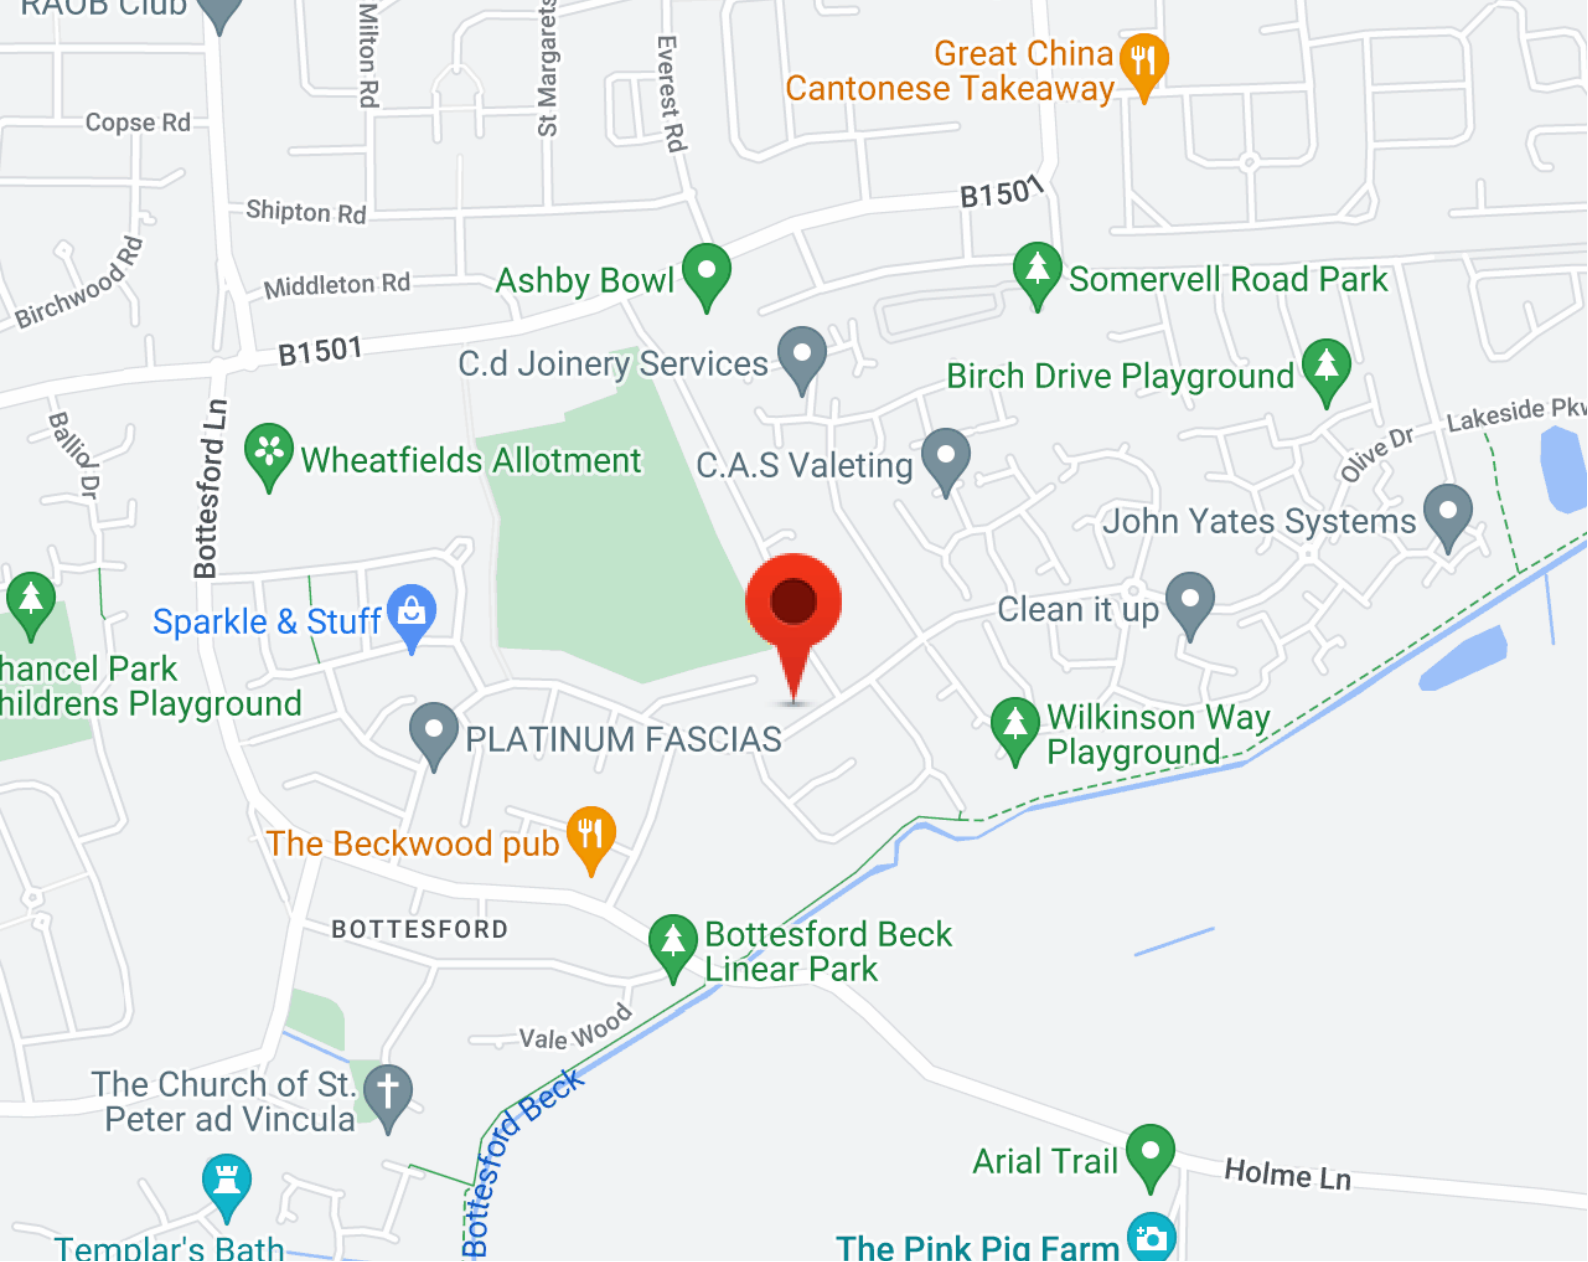 RAOB Club
Milton Rd
St Margarets
Everest Rd
Great China
Cantonese Takeaway
Copse Rd
B1501
Shipton Rd
Birchwood Rd
Middleton Rd
Ashby Bowl
Somervell Road Park
B1501
C.d Joinery Services
Birch Drive Playground
Balliol Dr
Bottesford Ln
Lakeside Pkw
Olive Dr
Wheatfields Allotment
C.A.S Valeting
John Yates Systems
Sparkle & Stuff
Clean it up
hancel Park
hildrens Playground
PLATINUM FASCIAS
Wilkinson Way
Playground
The Beckwood pub
BOTTESFORD
Bottesford Beck
Linear Park
Vale Wood
The Church of St.
Peter ad Vincula
Bottesford Beck
Arial Trail
Holme Ln
Templar's Bath
The Pink Pig Farm